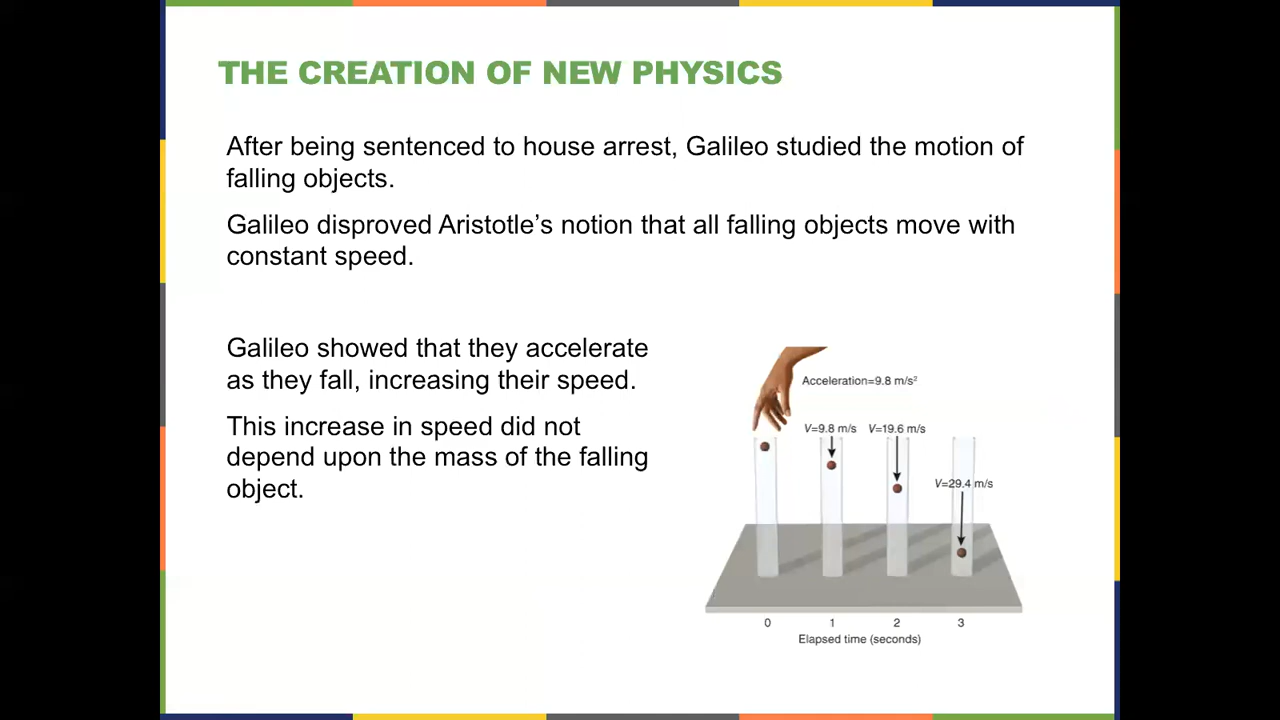 THE CREATION OF NEW PHYSICS
After being sentenced to house arrest, Galileo studied the motion of
falling objects.
Galileo disproved Aristotle’s notion that all falling objects move with
constant speed.
Galileo showed that they accelerate
as they fall, increasing their speed.
This increase in speed did not
depend upon the mass of the falling
object.
Acceleration=9.8 m/s²
V=9.8 m/s V=19.6 m/s
V=29.4 m/s
0 1 2 3
Elapsed time (seconds)